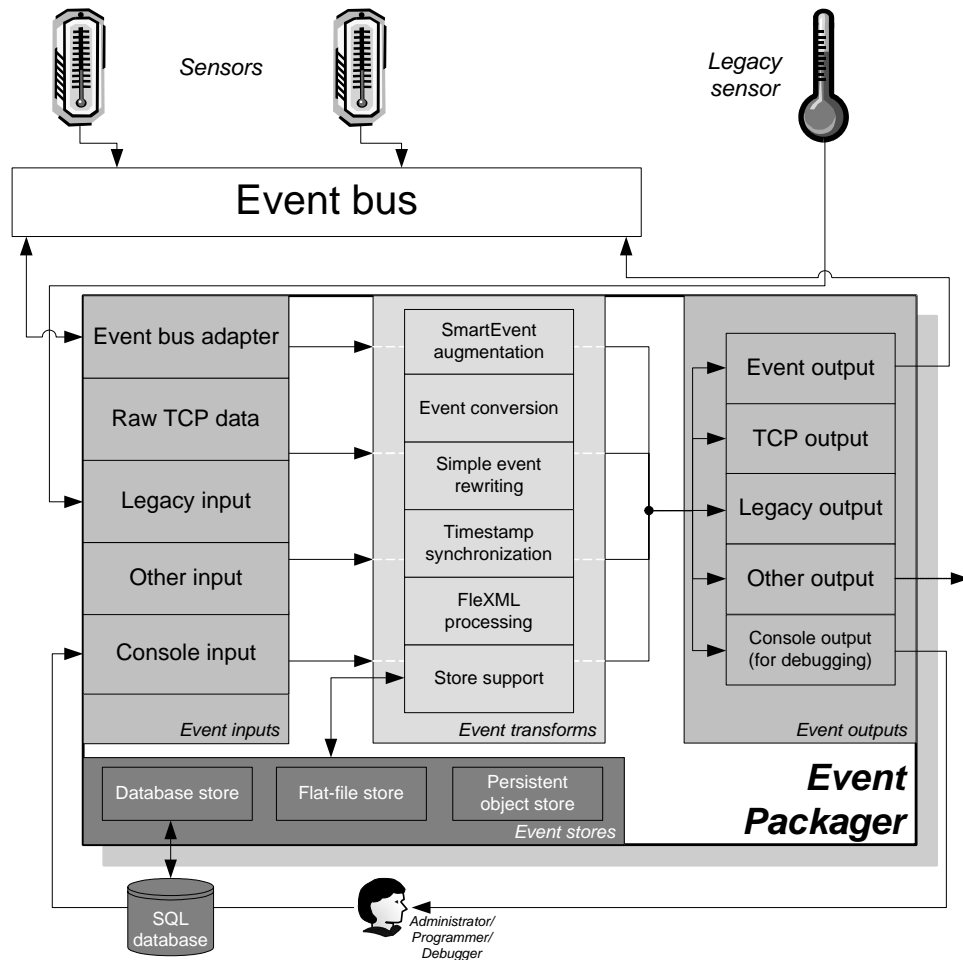 Sensors
Legacy
sensor
Event bus
Event bus adapter
Raw TCP data
Legacy input
Other input
Console input
Event inputs
SmartEvent
augmentation
Event conversion
Simple event
rewriting
Timestamp
synchronization
FleXML
processing
Store support
Event transforms
Event output
TCP output
Legacy output
Other output
Console output
(for debugging)
Event outputs
Database store
Flat-file store
Persistent
object store
Event stores
Event
Packager
SQL
database
Administrator/
Programmer/
Debugger